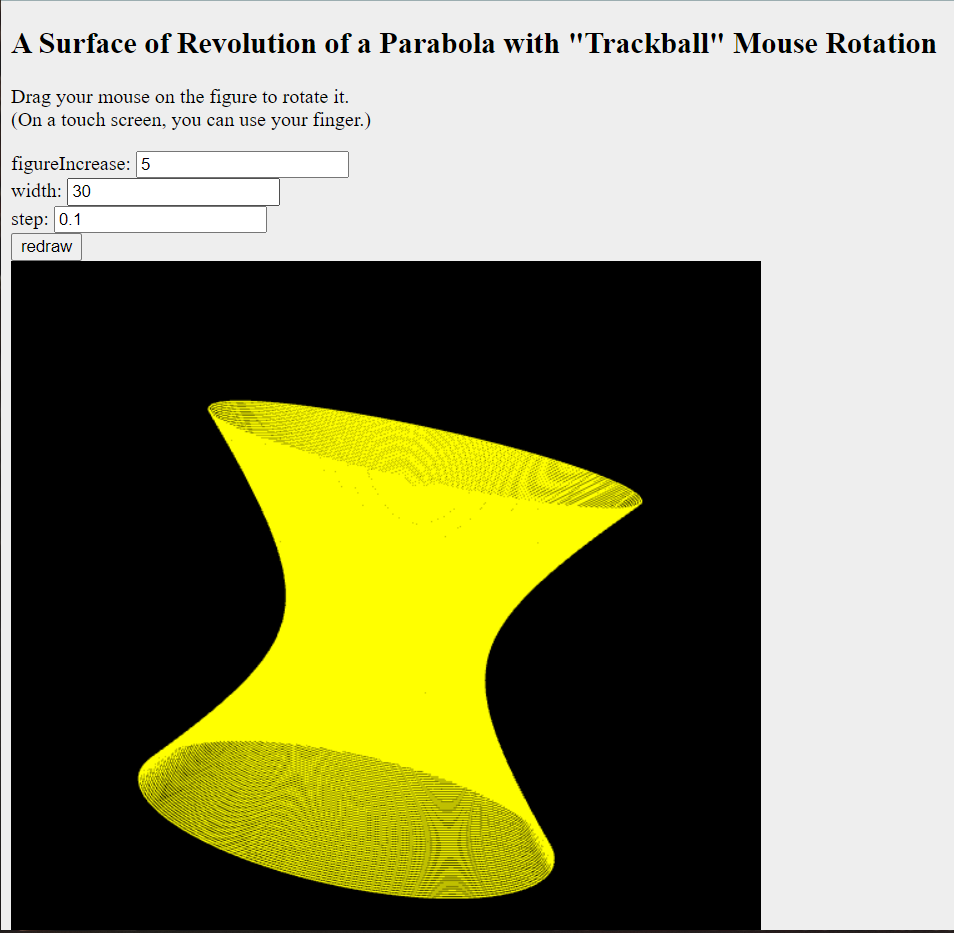 A Surface of Revolution of a Parabola with "Trackball" Mouse Rotation
Drag your mouse on the figure to rotate it.
(On a touch screen, you can use your finger.)
figureIncrease: 5
width: 30
step: 0.1
redraw